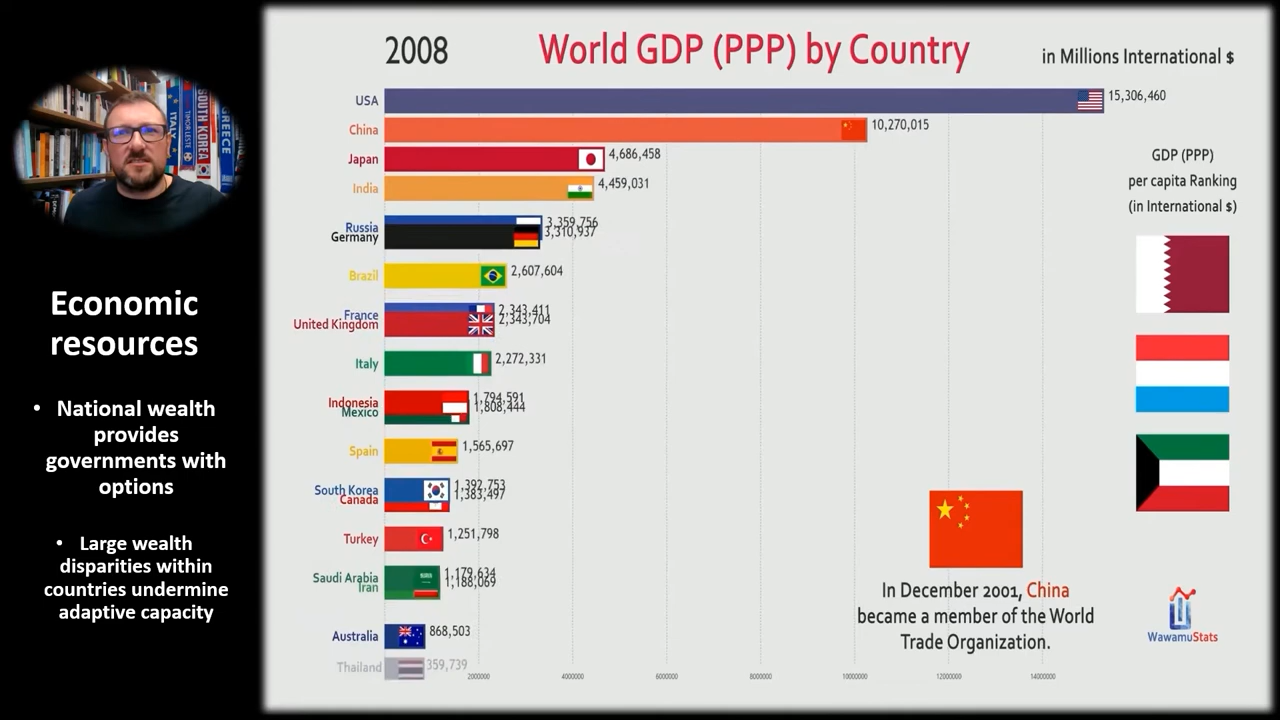 2008
World GDP (PPP) by Country
in Millions International $
USA 15,306,460
China 10,270,015
Japan 4,686,458
India 4,459,031
Russia 3,359,756
Germany 3,310,937
Brazil 2,607,604
France 2,343,411
United Kingdom 2,343,704
Italy 2,272,331
Indonesia 1,794,591
Mexico 1,808,444
Spain 1,565,697
South Korea 1,392,753
Canada 1,383,497
Turkey 1,251,798
Saudi Arabia 1,179,634
Iran 1,188,069
Australia 868,503
Thailand
2000000 4000000 6000000 8000000 10000000 12000000 14000000
GDP (PPP)
per capita Ranking
(in International $)
In December 2001, China
became a member of the World
Trade Organization.
WawamuStats
ITALY
TIMOR LESTE
SOUTH KOREA
GREECE
Economic
resources
• National wealth
provides
governments with
options
• Large wealth
disparities within
countries undermine
adaptive capacity